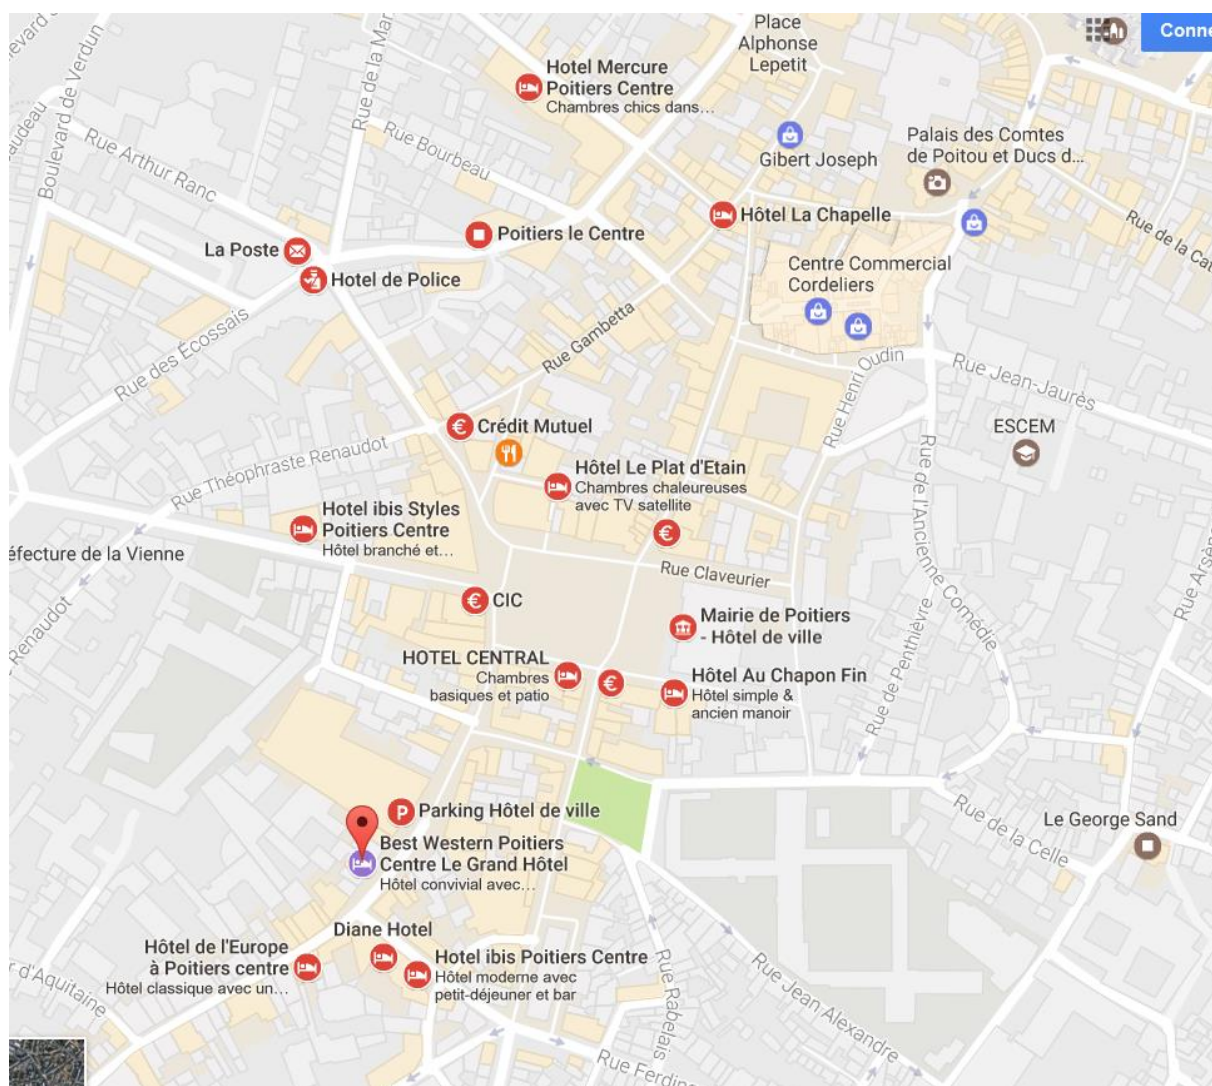 Boulevard de Verdun
Rue de la Mar
Place
Alphonse
Lepetit
Conne
Hotel Mercure
Poitiers Centre
Chambres chics dans…
audeau
Rue Arthur Ranc
Rue Bourbeau
Gibert Joseph
Palais des Comtes
de Poitou et Ducs d...
Hôtel La Chapelle
Rue de la Cat
Poitiers le Centre
La Poste
Hotel de Police
Centre Commercial
Cordeliers
Rue des Écossais
Rue Gambetta
Rue Henri Oudin
Rue Jean-Jaurès
Crédit Mutuel
ESCEM
Rue Théophraste Renaudot
Hôtel Le Plat d'Etain
Chambres chaleureuses
avec TV satellite
Hotel ibis Styles
Poitiers Centre
Hôtel branché et…
éfecture de la Vienne
Rue de l'Ancienne Comédie
Rue Arsèn
Rue Claveurier
Renaudot
CIC
Mairie de Poitiers
- Hôtel de ville
HOTEL CENTRAL
Chambres
basiques et patio
Hôtel Au Chapon Fin
Hôtel simple &
ancien manoir
Rue de Penthièvre
P
Parking Hôtel de ville
Best Western Poitiers
Centre Le Grand Hôtel
Hôtel convivial avec…
Rue de la Celle
Le George Sand
Diane Hotel
Hôtel de l'Europe
à Poitiers centre
Hôtel classique avec un…
Hotel ibis Poitiers Centre
Hôtel moderne avec
petit-déjeuner et bar
r d'Aquitaine
Rue Rabelais
Rue Jean Alexandre
Rue Ferdin